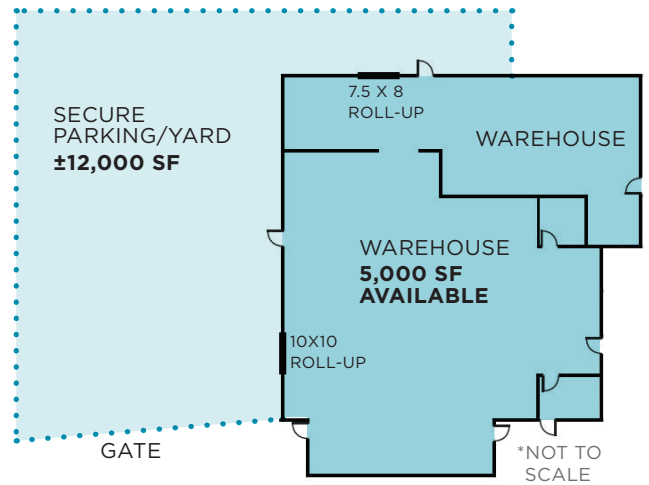 SECURE
PARKING/YARD
±12,000 SF
7.5 X 8
ROLL-UP
WAREHOUSE
WAREHOUSE
5,000 SF
AVAILABLE
10X10
ROLL-UP
GATE
*NOT TO
SCALE